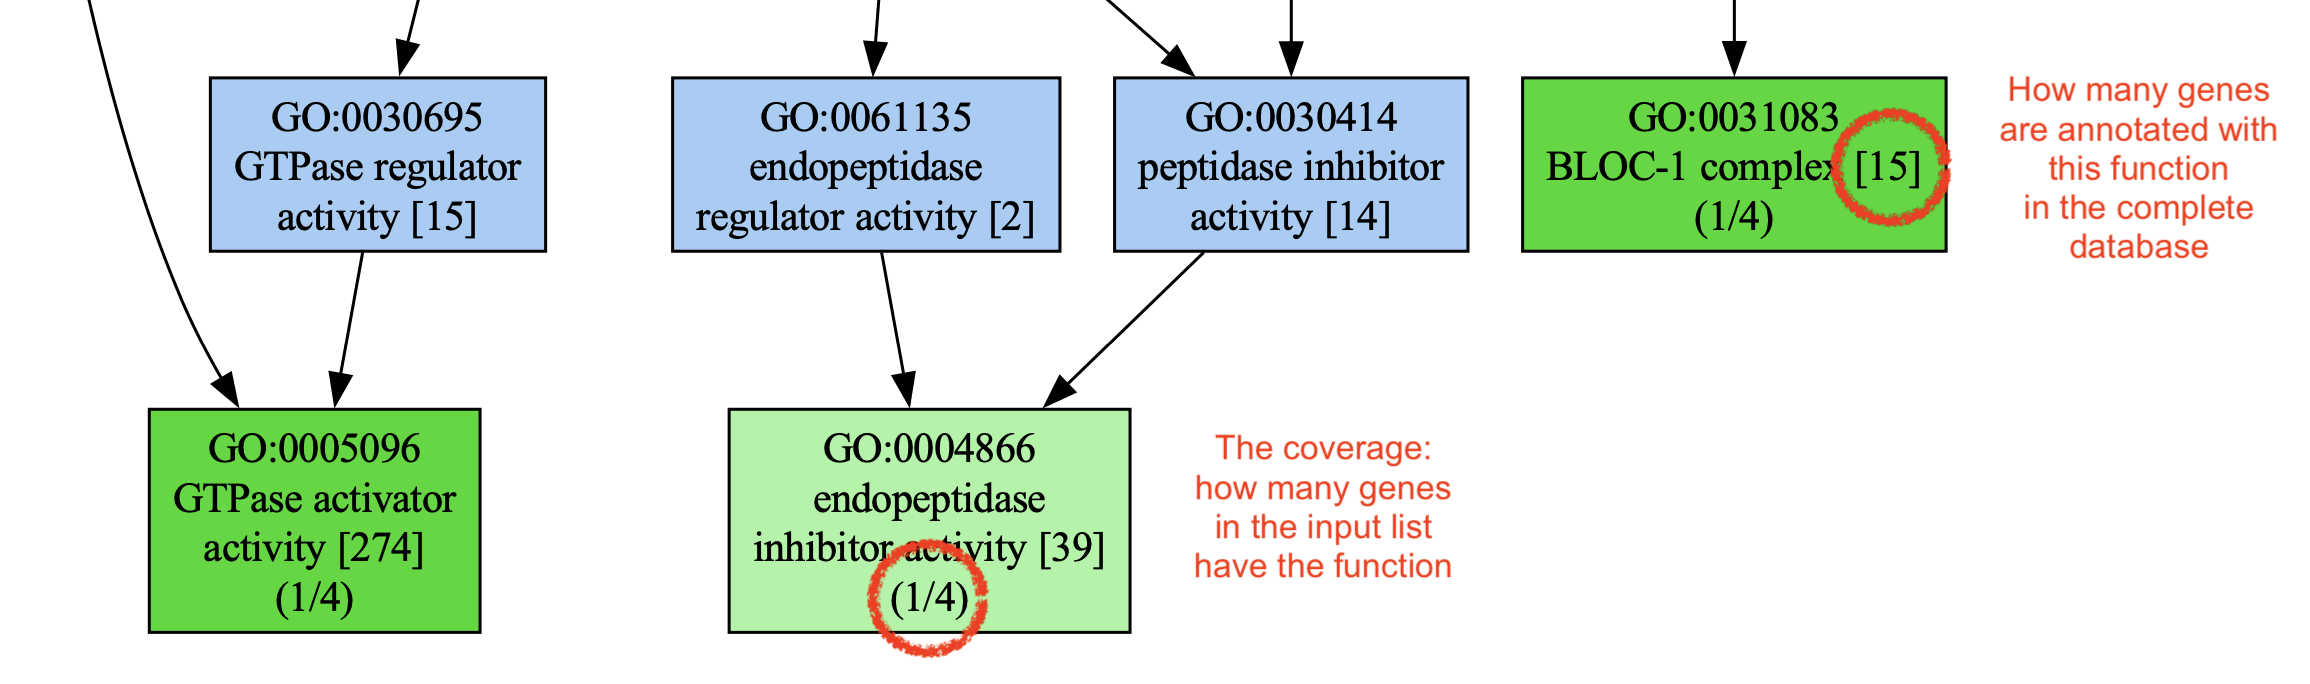 GO:0030695
GTPase regulator
activity [15]
GO:0061135
endopeptidase
regulator activity [2]
GO:0030414
peptidase inhibitor
activity [14]
GO:0031083
BLOC-1 complex [15]
(1/4)
How many genes
are annotated with
this function
in the complete
database
GO:0005096
GTPase activator
activity [274]
(1/4)
GO:0004866
endopeptidase
inhibitor activity [39]
(1/4)
The coverage:
how many genes
in the input list
have the function